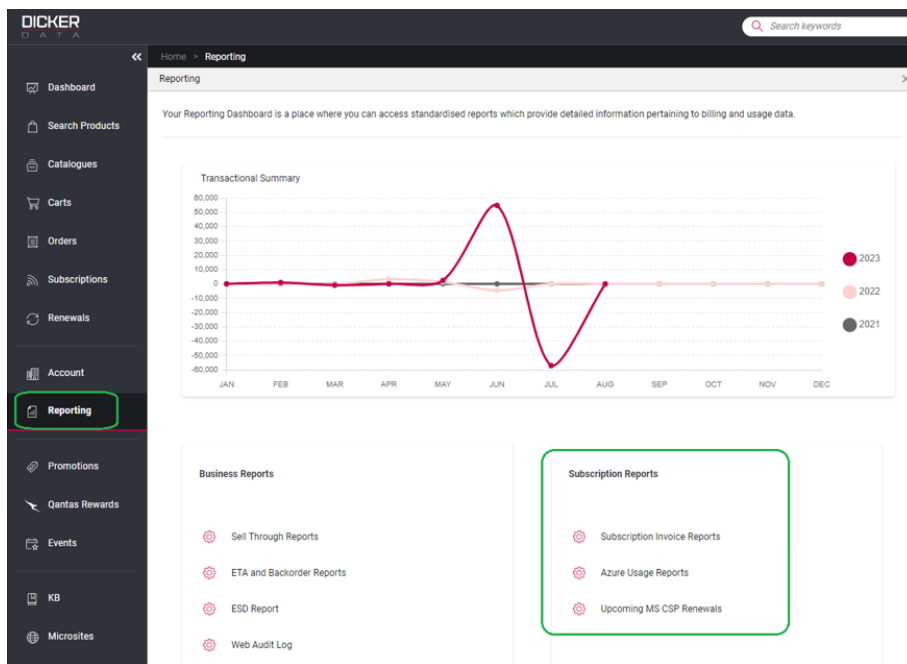 DICKER
DATA
Search keywords
Home > Reporting
Reporting
Dashboard
Search Products
Catalogues
Carts
Orders
Subscriptions
Renewals
Account
Reporting
Promotions
Qantas Rewards
Events
KB
Microsites
Your Reporting Dashboard is a place where you can access standardised reports which provide detailed information pertaining to billing and usage data.
Transactional Summary
60,000
50,000
40,000
30,000
20,000
10,000
0
-10,000
-20,000
-30,000
-40,000
-50,000
-60,000
JAN FEB MAR APR MAY JUN JUL AUG SEP OCT NOV DEC
2023
2022
2021
Business Reports
Sell Through Reports
ETA and Backorder Reports
ESD Report
Web Audit Log
Subscription Reports
Subscription Invoice Reports
Azure Usage Reports
Upcoming MS CSP Renewals